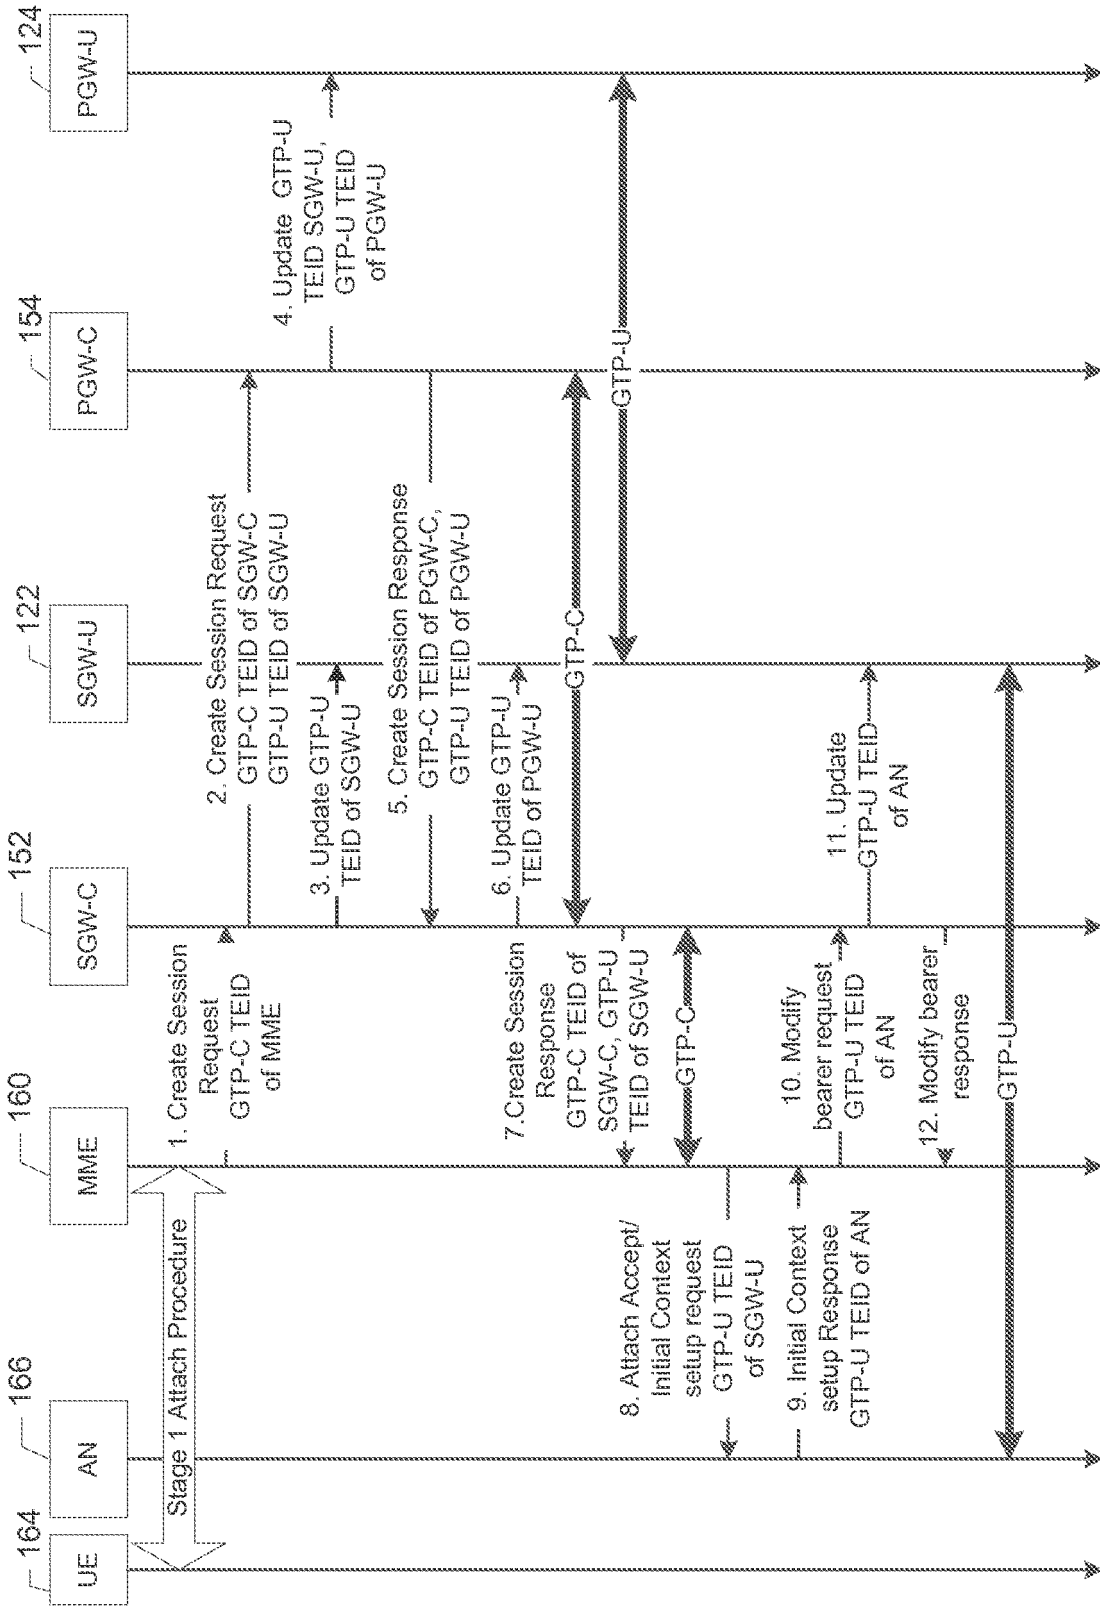 164
UE
166
AN
160
MME
152
SGW-C
122
SGW-U
154
PGW-C
124
PGW-U
Stage 1 Attach Procedure
1. Create Session
Request
GTP-C TEID
of MME
2. Create Session Request
GTP-C TEID of SGW-C
GTP-U TEID of SGW-U
3. Update GTP-U
TEID of SGW-U
4. Update GTP-U
TEID SGW-U,
GTP-U TEID
of PGW-U
5. Create Session Response
GTP-C TEID of PGW-C,
GTP-U TEID of PGW-U
6. Update GTP-U
TEID of PGW-U
GTP-C
GTP-U
7.Create Session
Response
GTP-C TEID of
SGW-C, GTP-U
TEID of SGW-U
GTP-C
8. Attach Accept/
Initial Context
setup request
GTP-U TEID
of SGW-U
9. Initial Context
setup Response
GTP-U TEID of AN
10. Modify
bearer request
GTP-U TEID
of AN
11. Update
GTP-U TEID
of AN
12. Modify bearer
response
GTP-U